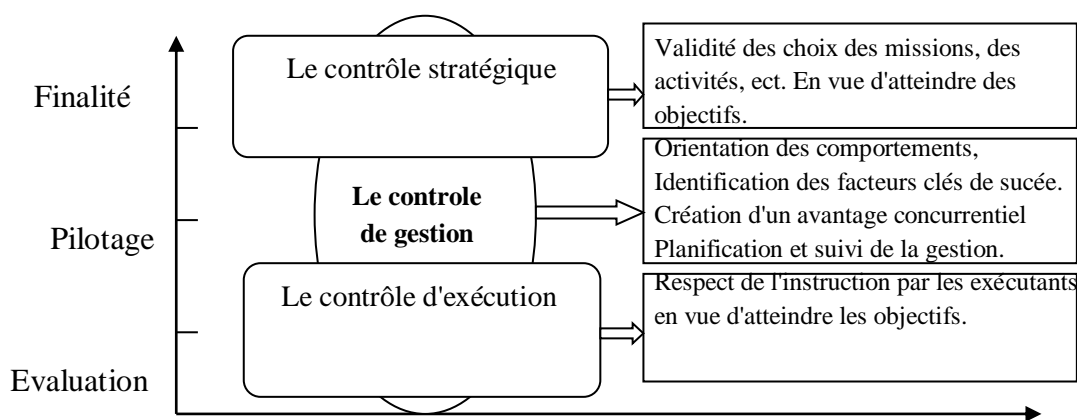 Finalité
Le contrôle stratégique
Validité des choix des missions, des
activités, ect. En vue d'atteindre des
objectifs.
Pilotage
Le controle
de gestion
Orientation des comportements,
Identification des facteurs clés de sucée.
Création d'un avantage concurrentiel
Planification et suivi de la gestion.
Evaluation
Le contrôle d'exécution
Respect de l'instruction par les exécutants
en vue d'atteindre les objectifs.